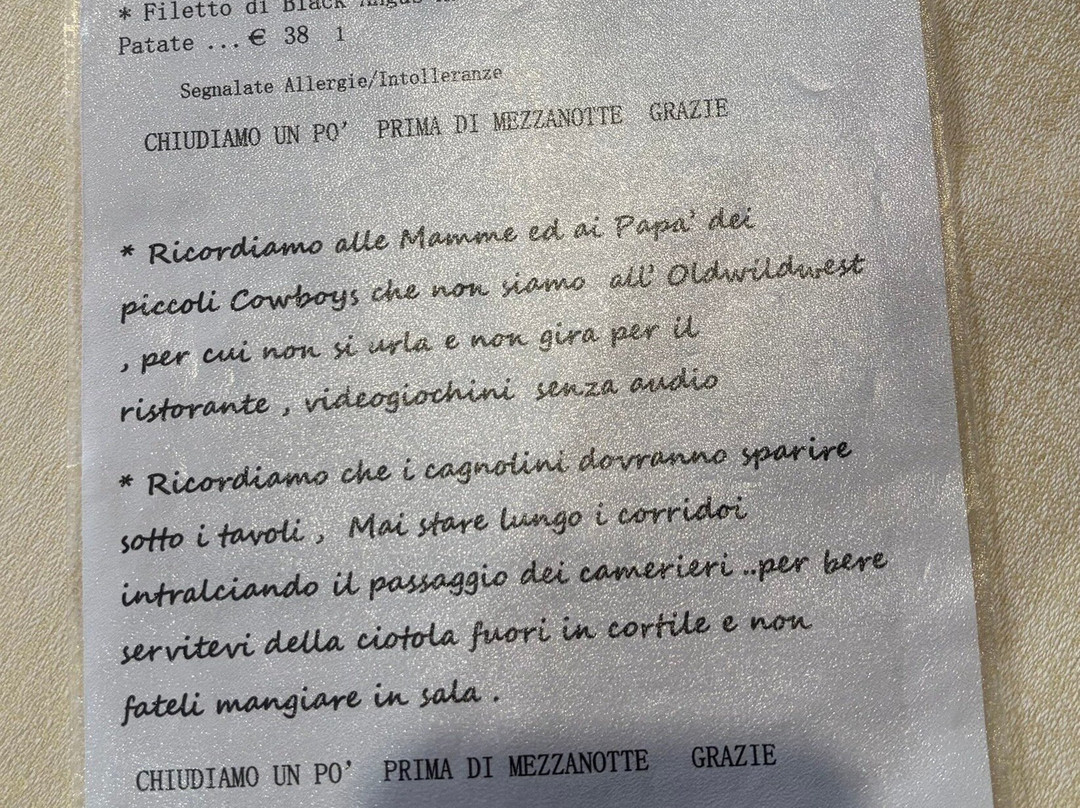 * Filetto di Black Angus
Patate ... € 38 1
Segnalate Allergie/Intolleranze
CHIUDIAMO UN PO' PRIMA DI MEZZANOTTE GRAZIE
* Ricordiamo alle Mamme ed ai Papa' dei
piccoli Cowboys che non siamo all' Oldwildwest
, per cui non si urla e non gira per il
ristorante , videogiochini senza audio
* Ricordiamo che i cagnolini dovranno sparire
sotto i tavoli , Mai stare lungo i corridoi
intralciando il passaggio dei camerieri ..per bere
servitevi della ciotola fuori in cortile e non
fateli mangiare in sala .
CHIUDIAMO UN PO' PRIMA DI MEZZANOTTE GRAZIE